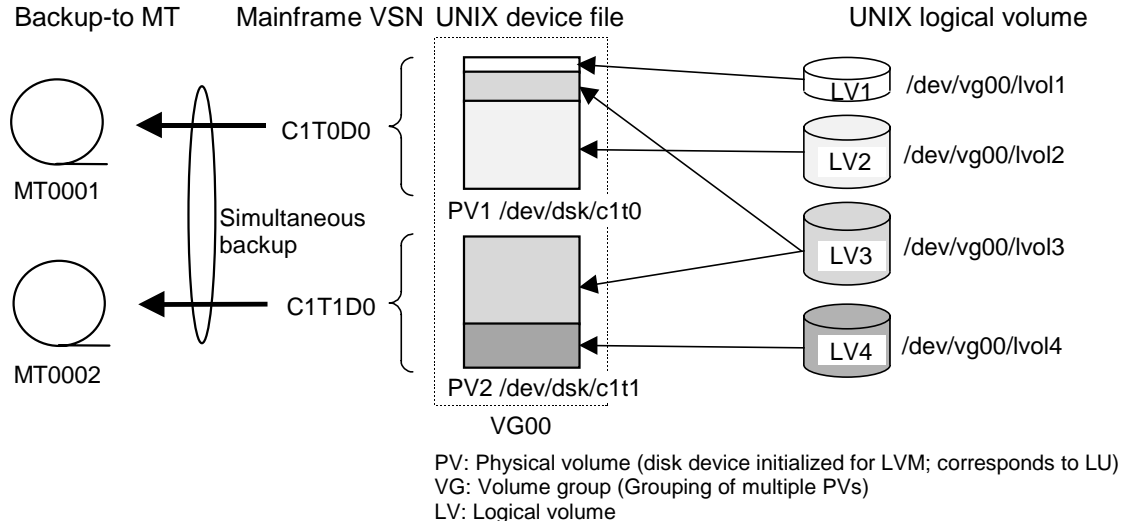 Backup-to MT
Mainframe VSN
UNIX device file
UNIX logical volume
LV1
/dev/vg00/lvol1
C1T0D0
LV2
/dev/vg00/lvol2
MT0001
PV1 /dev/dsk/c1t0
Simultaneous
backup
LV3
/dev/vg00/lvol3
C1T1D0
LV4
/dev/vg00/lvol4
MT0002
PV2 /dev/dsk/c1t1
VG00
PV: Physical volume (disk device initialized for LVM; corresponds to LU)
VG: Volume group (Grouping of multiple PVs)
LV: Logical volume